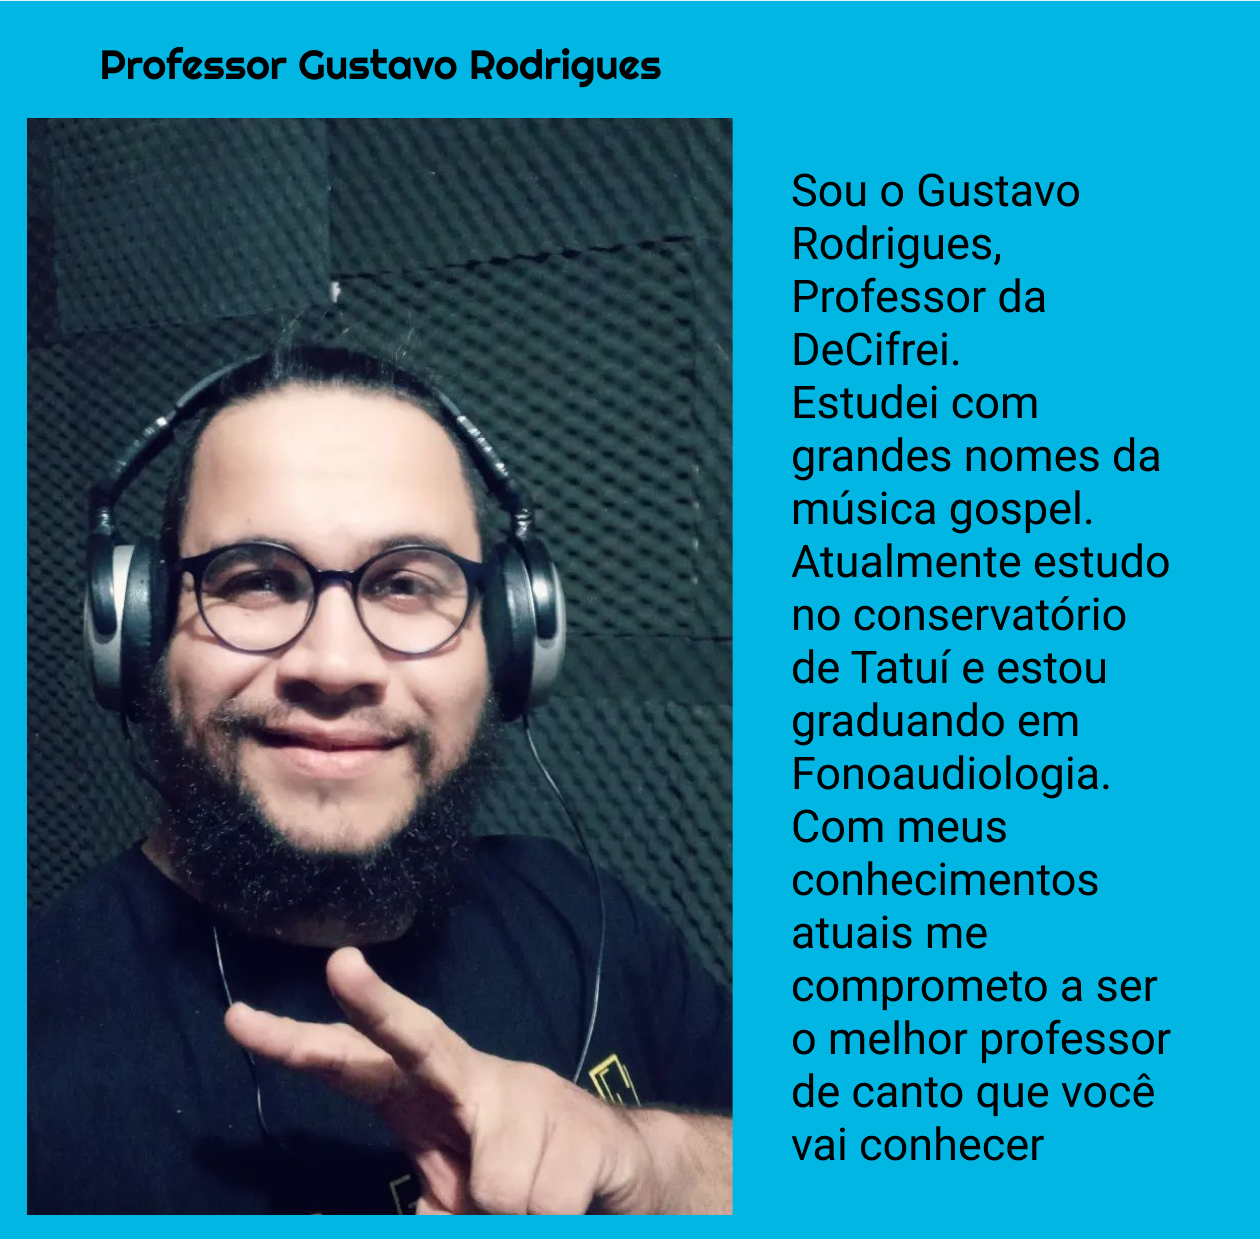 Professor Gustavo Rodrigues
Sou o Gustavo
Rodrigues,
Professor da
DeCifrei.
Estudei com
grandes nomes da
música gospel.
Atualmente estudo
no conservatório
de Tatuí e estou
graduando em
Fonoaudiologia.
Com meus
conhecimentos
atuais me
comprometo a ser
o melhor professor
de canto que você
vai conhecer